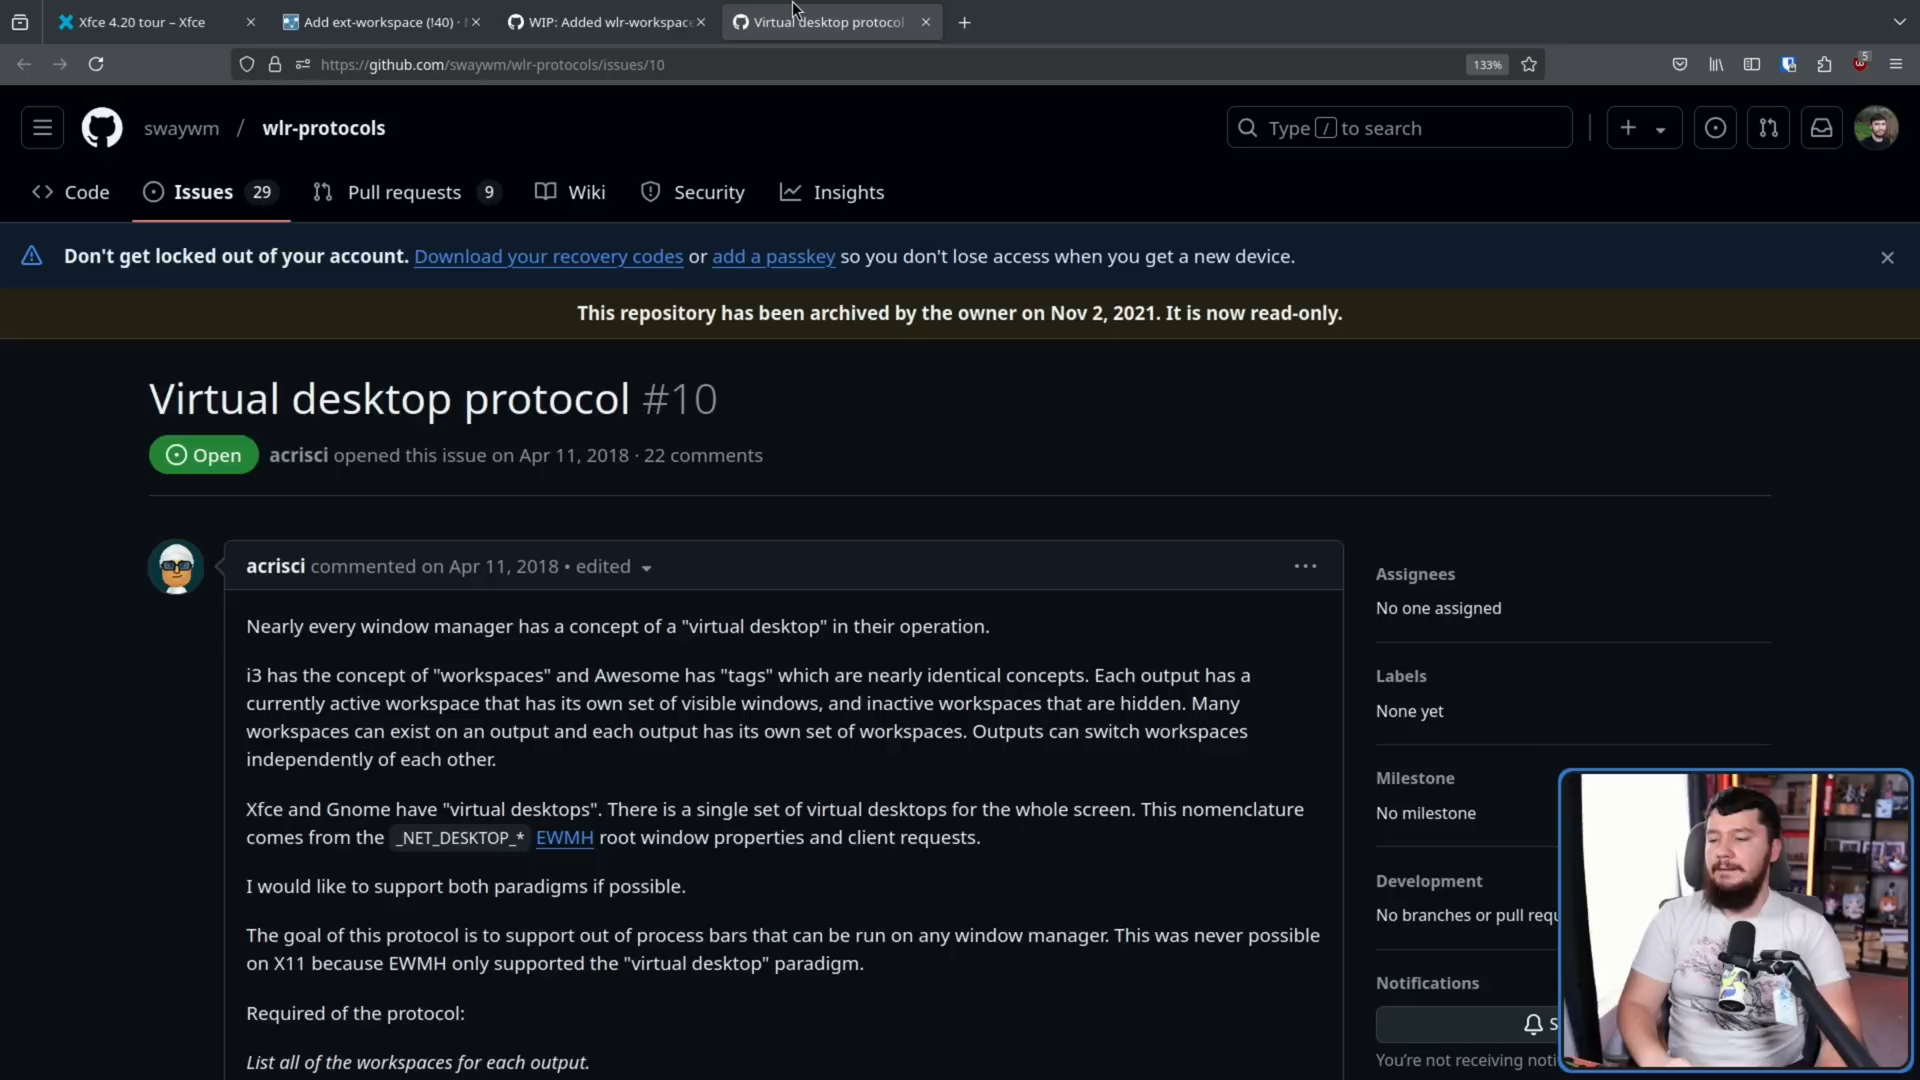 Xfce 4.20 tour – Xfce
Add ext-workspace (!40) ·
WIP: Added wlr-workspace
Virtual desktop protocol
https://github.com/swaywm/wlr-protocols/issues/10
133%
5
swaywm / wlr-protocols
Type / to search
Code
Issues 29
Pull requests 9
Wiki
Security
Insights
Don't get locked out of your account. Download your recovery codes or add a passkey so you don't lose access when you get a new device.
This repository has been archived by the owner on Nov 2, 2021. It is now read-only.
Virtual desktop protocol #10
Open
acrisci opened this issue on Apr 11, 2018 · 22 comments
acrisci commented on Apr 11, 2018 • edited
Nearly every window manager has a concept of a "virtual desktop" in their operation.
i3 has the concept of "workspaces" and Awesome has "tags" which are nearly identical concepts. Each output has a
currently active workspace that has its own set of visible windows, and inactive workspaces that are hidden. Many
workspaces can exist on an output and each output has its own set of workspaces. Outputs can switch workspaces
independently of each other.
Xfce and Gnome have "virtual desktops". There is a single set of virtual desktops for the whole screen. This nomenclature
comes from the _NET_DESKTOP_* EWMH root window properties and client requests.
I would like to support both paradigms if possible.
The goal of this protocol is to support out of process bars that can be run on any window manager. This was never possible
on X11 because EWMH only supported the "virtual desktop" paradigm.
Required of the protocol:
List all of the workspaces for each output.
Assignees
No one assigned
Labels
None yet
Milestone
No milestone
Development
No branches or pull requ
Notifications
S
You're not receiving noti